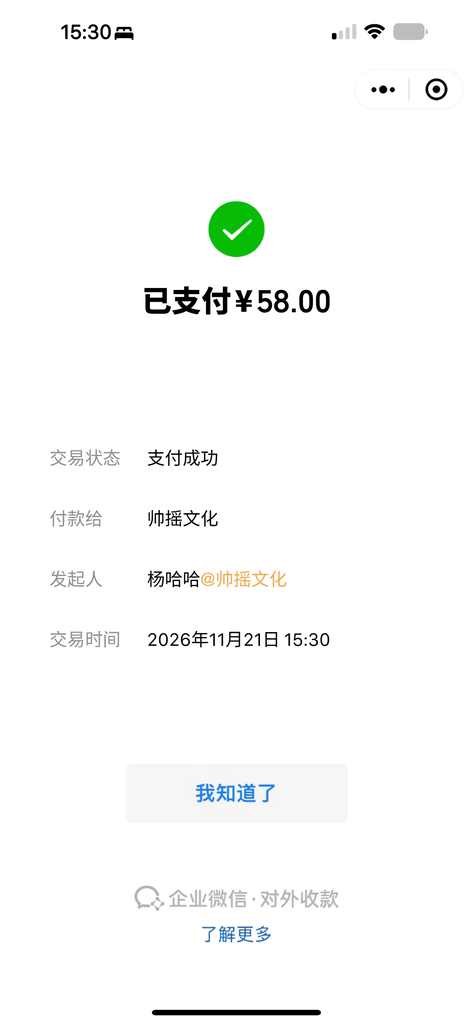 15:30
已支付¥58.00
交易状态 支付成功
付款给 帅摇文化
发起人 杨哈哈@帅摇文化
交易时间 2026年11月21日 15:30
我知道了
企业微信·对外收款
了解更多